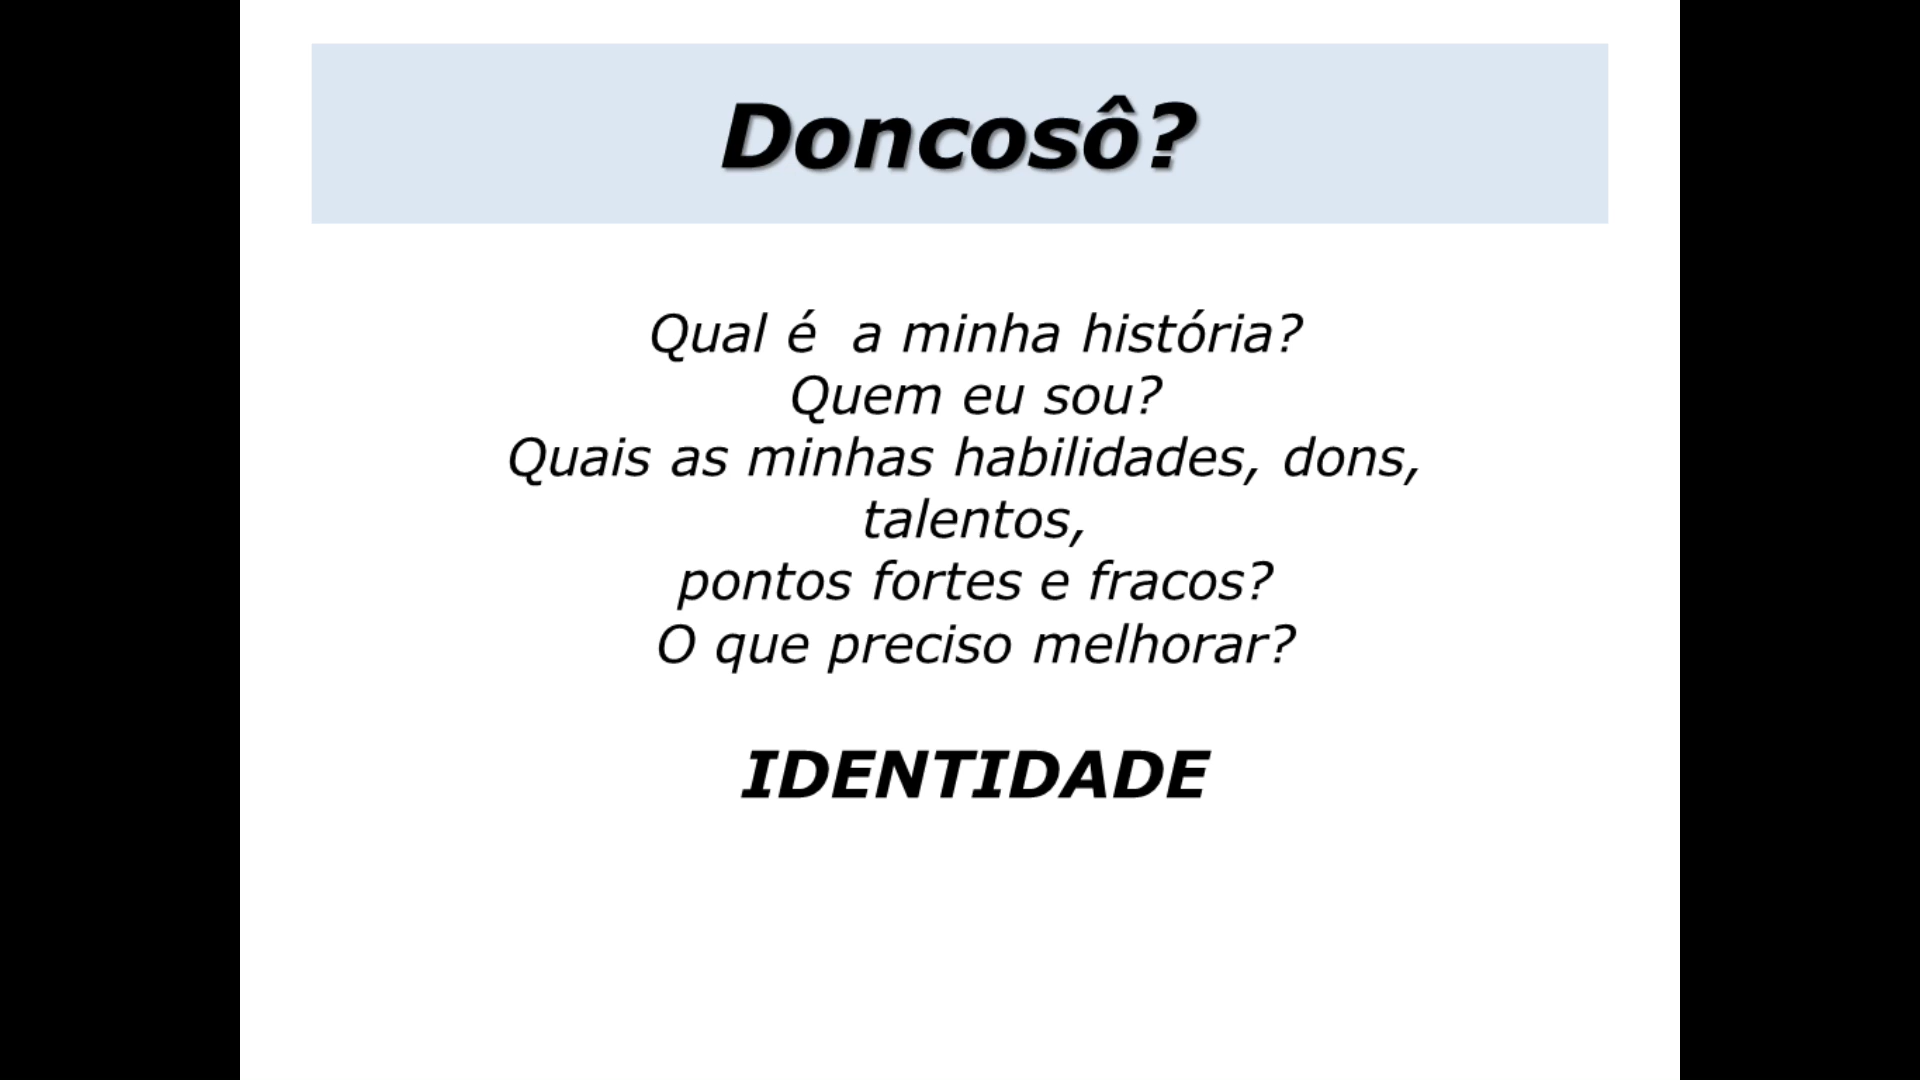 Doncosô?
Qual é  a minha história?
Quem eu sou?
Quais as minhas habilidades, dons,
talentos,
pontos fortes e fracos?
O que preciso melhorar?
IDENTIDADE